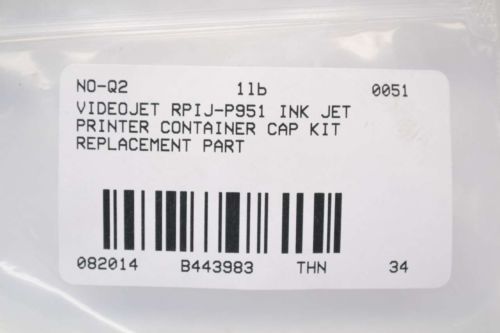 NO-Q2 1lb 0051
VIDEOJET RPIJ-P951 INK JET
PRINTER CONTAINER CAP KIT
REPLACEMENT PART
082014 B443983 THN 34